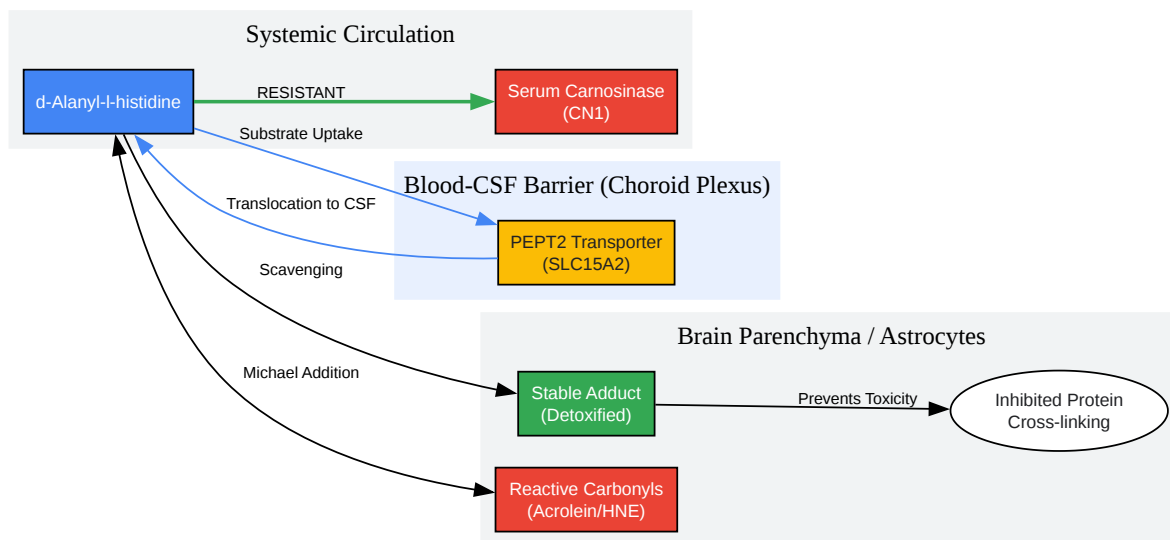 Systemic Circulation
d-Alanyl-l-histidine
RESISTANT
Serum Carnosinase
(CN1)
Substrate Uptake
Blood-CSF Barrier (Choroid Plexus)
Translocation to CSF
PEPT2 Transporter
(SLC15A2)
Scavenging
Brain Parenchyma / Astrocytes
Michael Addition
Stable Adduct
(Detoxified)
Prevents Toxicity
Inhibited Protein
Cross-linking
Reactive Carbonyls
(Acrolein/HNE)